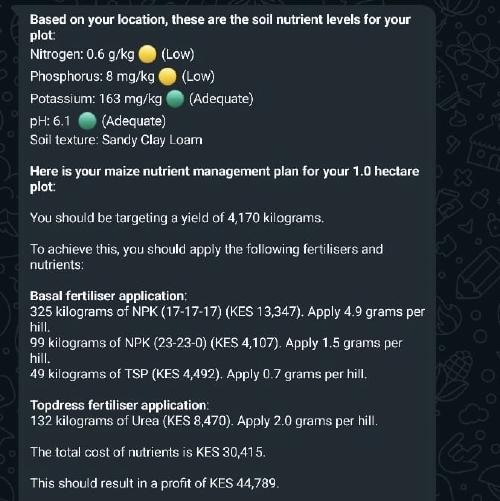 Based on your location, these are the soil nutrient levels for your
plot:
Nitrogen: 0.6 g/kg 🟡 (Low)
Phosphorus: 8 mg/kg 🟡 (Low)
Potassium: 163 mg/kg 🟢 (Adequate)
pH: 6.1 🟢 (Adequate)
Soil texture: Sandy Clay Loam
Here is your maize nutrient management plan for your 1.0 hectare
plot:
You should be targeting a yield of 4,170 kilograms.
To achieve this, you should apply the following fertilisers and
nutrients:
Basal fertiliser application:
325 kilograms of NPK (17-17-17) (KES 13,347). Apply 4.9 grams per
hill.
99 kilograms of NPK (23-23-0) (KES 4,107). Apply 1.5 grams per
hill.
49 kilograms of TSP (KES 4,492). Apply 0.7 grams per hill.
Topdress fertiliser application:
132 kilograms of Urea (KES 8,470). Apply 2.0 grams per hill.
The total cost of nutrients is KES 30,415.
This should result in a profit of KES 44,789.